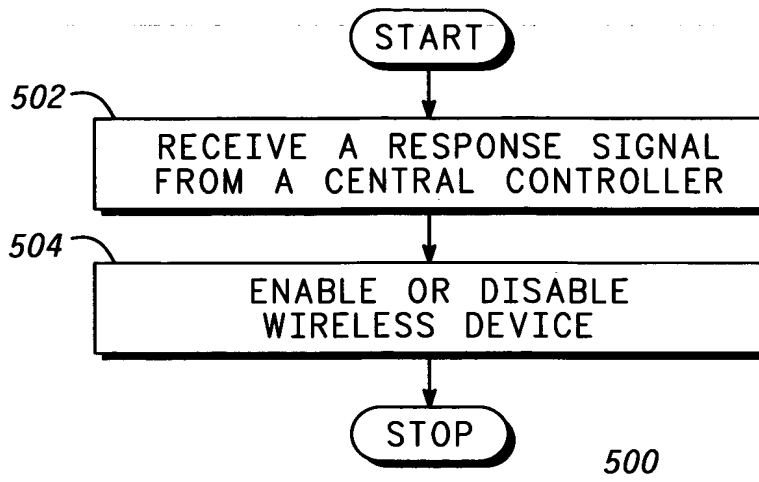 START
502
RECEIVE A RESPONSE SIGNAL
FROM A CENTRAL CONTROLLER
504
ENABLE OR DISABLE
WIRELESS DEVICE
STOP
500